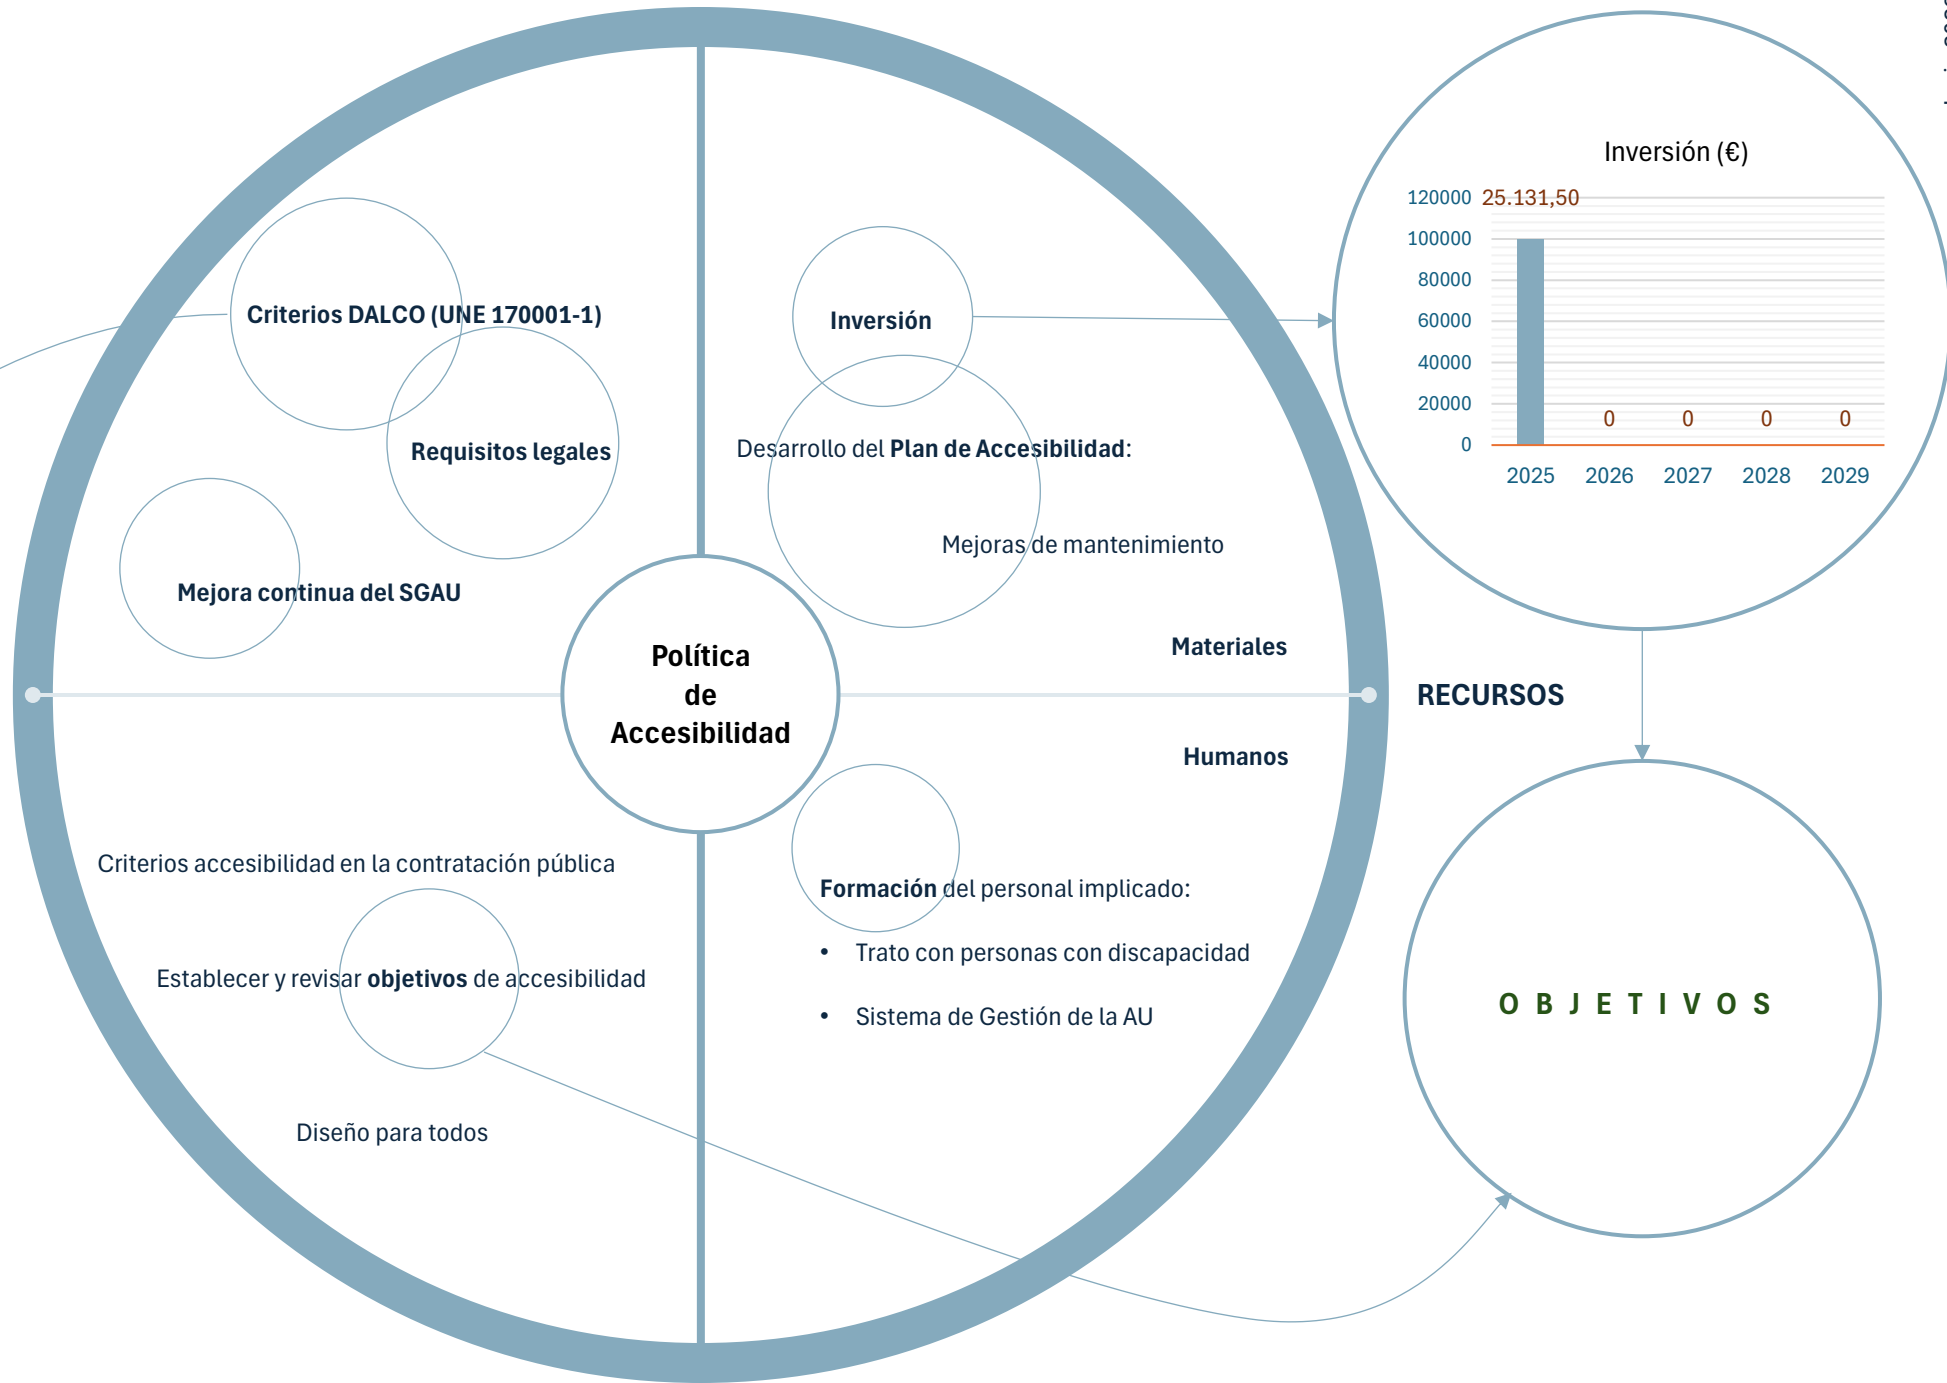 Criterios DALCO (UNE 170001-1)
Requisitos legales
Mejora continua del SGAU
Inversión
Desarrollo del Plan de Accesibilidad:
Mejoras de mantenimiento
Materiales
Política
de
Accesibilidad
RECURSOS
Humanos
Criterios accesibilidad en la contratación pública
Establecer y revisar objetivos de accesibilidad
Diseño para todos
Formación del personal implicado:
• Trato con personas con discapacidad
• Sistema de Gestión de la AU
Inversión (€)
120000
100000
80000
60000
40000
20000
0
25.131,50
0 0 0 0
2025 2026 2027 2028 2029
O B J E T I V O S